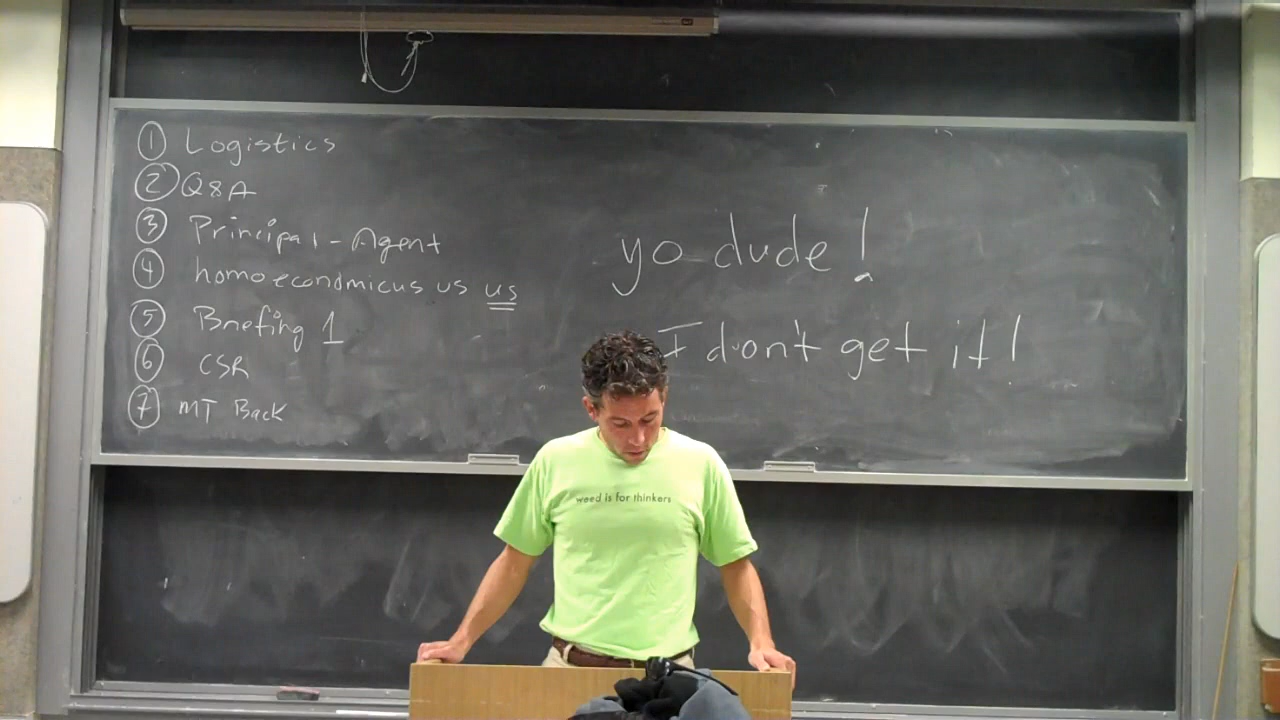 ① Logistics
② Q&A
③ Principal-Agent
④ homo economicus us us
⑤ Briefing 1
⑥ CSR
⑦ MT Back
yo dude!
I don't get it!
weed is for thinkers